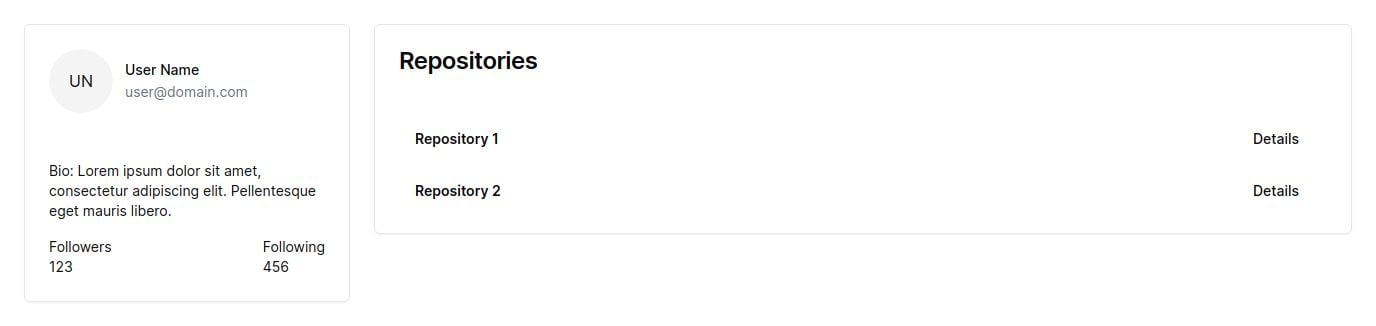 UN
User Name
user@domain.com
Bio: Lorem ipsum dolor sit amet,
consectetur adipiscing elit. Pellentesque
eget mauris libero.
Followers
123
Following
456
Repositories
Repository 1
Details
Repository 2
Details